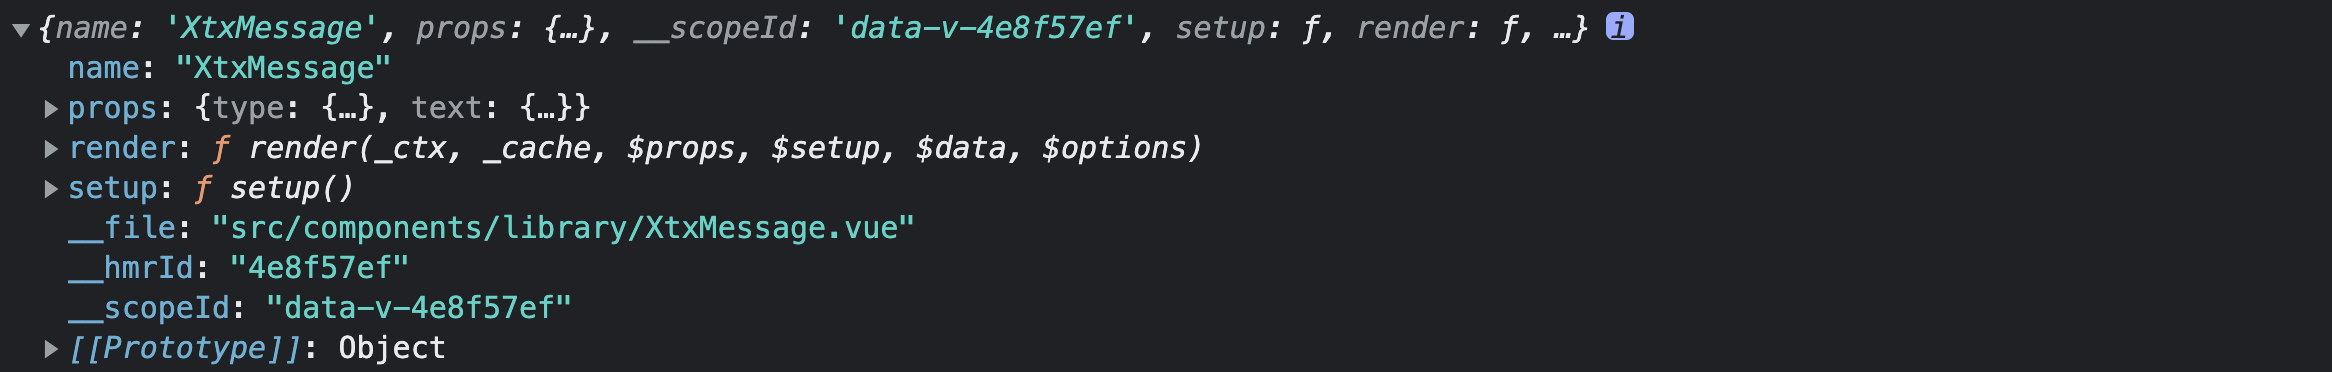 {name: 'XtxMessage', props: {…}, __scopeId: 'data-v-4e8f57ef', setup: ƒ, render: ƒ, …} i
name: "XtxMessage"
props: {type: {…}, text: {…}}
render: ƒ render(_ctx, _cache, $props, $setup, $data, $options)
setup: ƒ setup()
__file: "src/components/library/XtxMessage.vue"
__hmrId: "4e8f57ef"
__scopeId: "data-v-4e8f57ef"
[[Prototype]]: Object